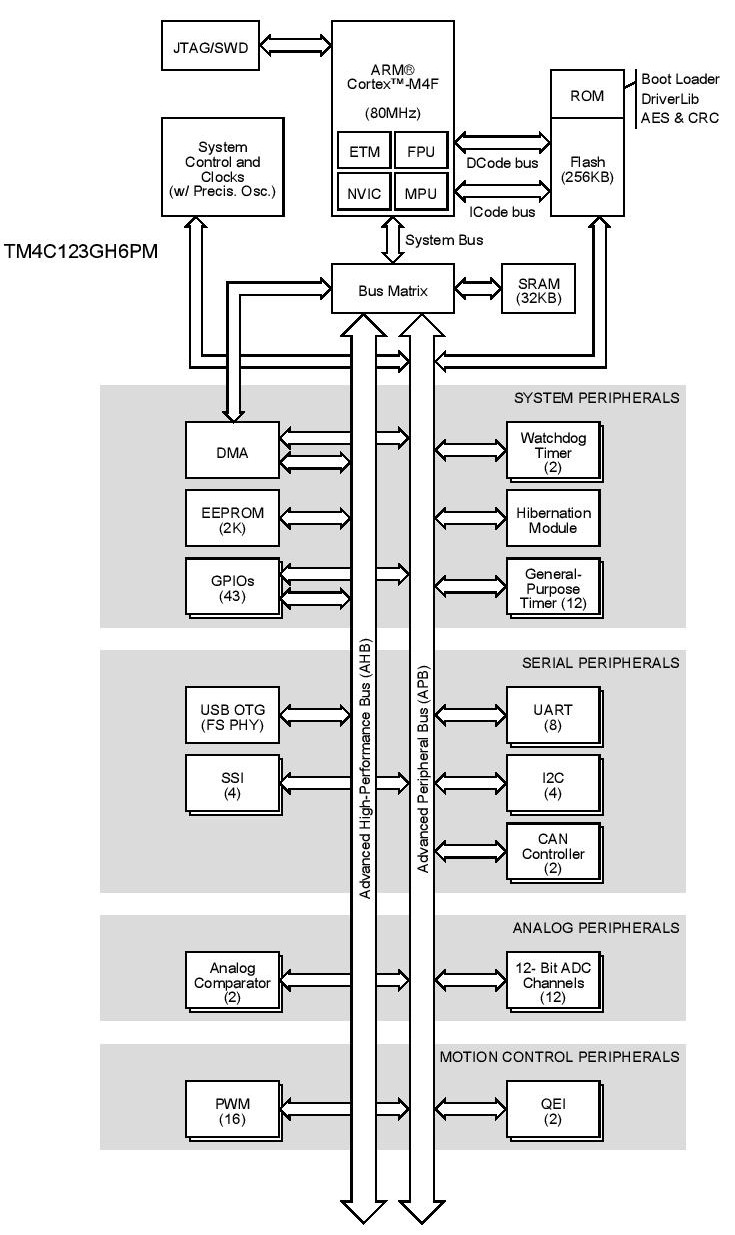 JTAG/SWD
ARM®
Cortex™-M4F
(80MHz)
ETM
FPU
NVIC
MPU
ROM
Boot Loader
DriverLib
AES & CRC
Flash
(256KB)
DCode bus
ICode bus
System
Control and
Clocks
(w/ Precis. Osc.)
TM4C123GH6PM
System Bus
Bus Matrix
SRAM
(32KB)
SYSTEM PERIPHERALS
DMA
Watchdog
Timer
(2)
EEPROM
(2K)
Hibernation
Module
GPIOs
(43)
General-
Purpose
Timer (12)
Advanced High-Performance Bus (AHB)
Advanced Peripheral Bus (APB)
SERIAL PERIPHERALS
USB OTG
(FS PHY)
UART
(8)
SSI
(4)
I2C
(4)
CAN
Controller
(2)
ANALOG PERIPHERALS
Analog
Comparator
(2)
12- Bit ADC
Channels
(12)
MOTION CONTROL PERIPHERALS
PWM
(16)
QEI
(2)